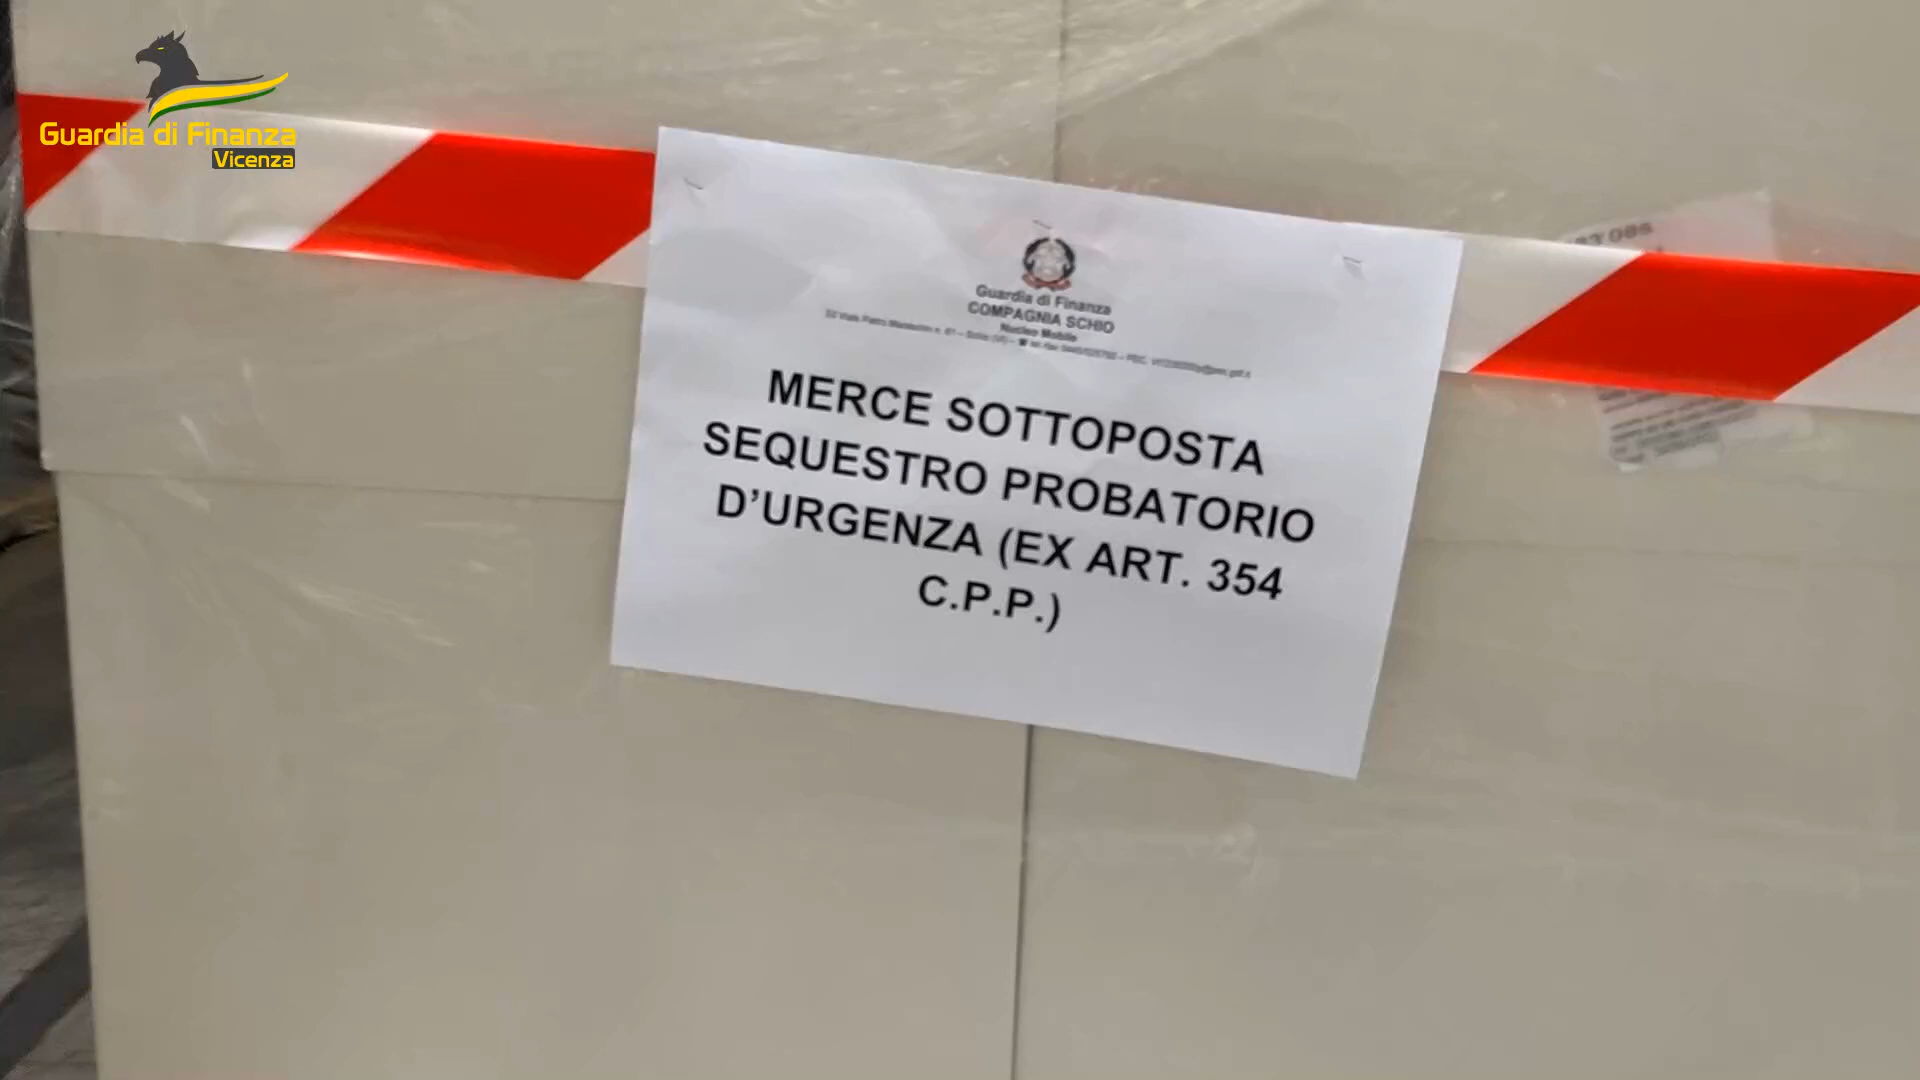 Guardia di Finanza
Vicenza
Guardia di Finanza
COMPAGNIA SCHIO
Nucleo Mobile
MERCE SOTTOPOSTA
SEQUESTRO PROBATORIO
D'URGENZA (EX ART. 354
C.P.P.)